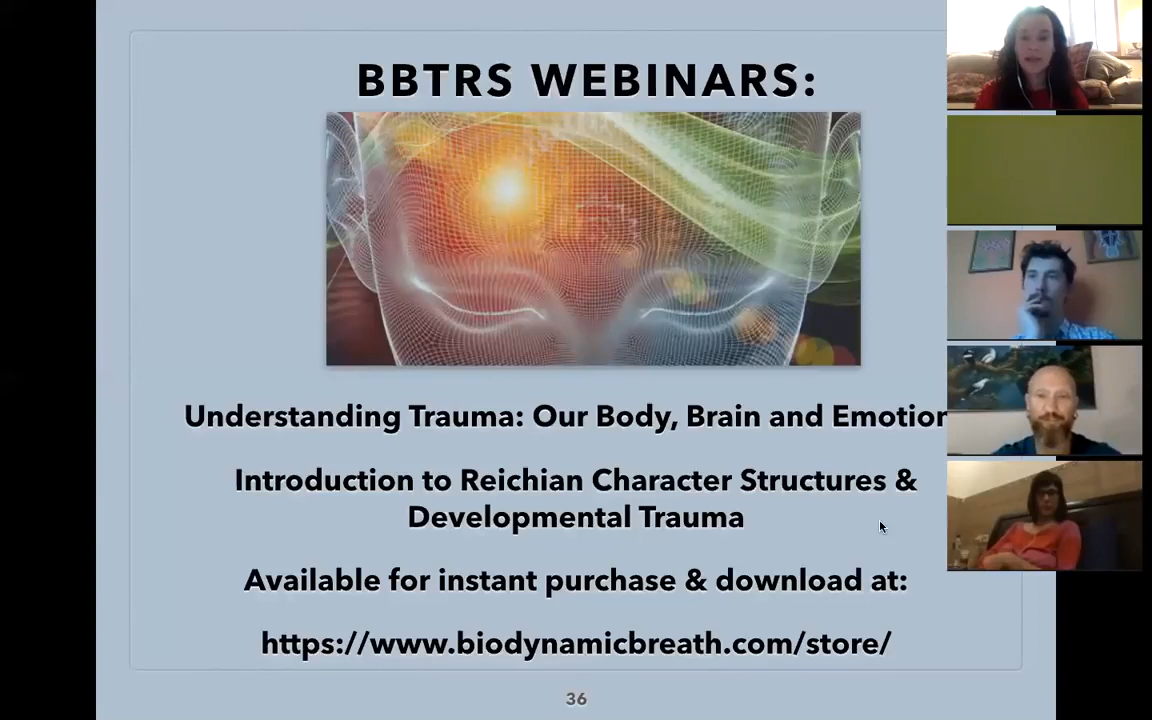 BBTRS WEBINARS:
Understanding Trauma: Our Body, Brain and Emotion
Introduction to Reichian Character Structures &
Developmental Trauma
Available for instant purchase & download at:
https://www.biodynamicbreath.com/store/
36